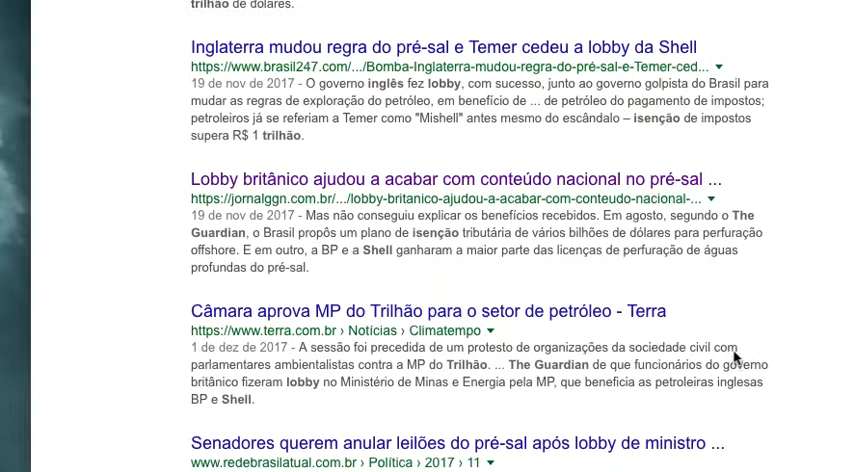 trilhão de dólares.
Inglaterra mudou regra do pré-sal e Temer cedeu a lobby da Shell
https://www.brasil247.com/.../Bomba-Inglaterra-mudou-regra-do-pré-sal-e-Temer-ced...
19 de nov de 2017 - O governo inglês fez lobby, com sucesso, junto ao governo golpista do Brasil para
mudar as regras de exploração do petróleo, em benefício de ... de petróleo do pagamento de impostos;
petroleiros já se referiam a Temer como "Mishell" antes mesmo do escândalo – isenção de impostos
supera R$ 1 trilhão.
Lobby britânico ajudou a acabar com conteúdo nacional no pré-sal ...
https://jornalggn.com.br/.../lobby-britanico-ajudou-a-acabar-com-conteudo-nacional-...
19 de nov de 2017 - Mas não conseguiu explicar os benefícios recebidos. Em agosto, segundo o The
Guardian, o Brasil propôs um plano de isenção tributária de vários bilhões de dólares para perfuração
offshore. E em outro, a BP e a Shell ganharam a maior parte das licenças de perfuração de águas
profundas do pré-sal.
Câmara aprova MP do Trilhão para o setor de petróleo - Terra
https://www.terra.com.br › Notícias › Climatempo
1 de dez de 2017 - A sessão foi precedida de um protesto de organizações da sociedade civil com
parlamentares ambientalistas contra a MP do Trilhão. ... The Guardian de que funcionários do governo
britânico fizeram lobby no Ministério de Minas e Energia pela MP, que beneficia as petroleiras inglesas
BP e Shell.
Senadores querem anular leilões do pré-sal após lobby de ministro ...
www.redebrasilatual.com.br › Política › 2017 › 11